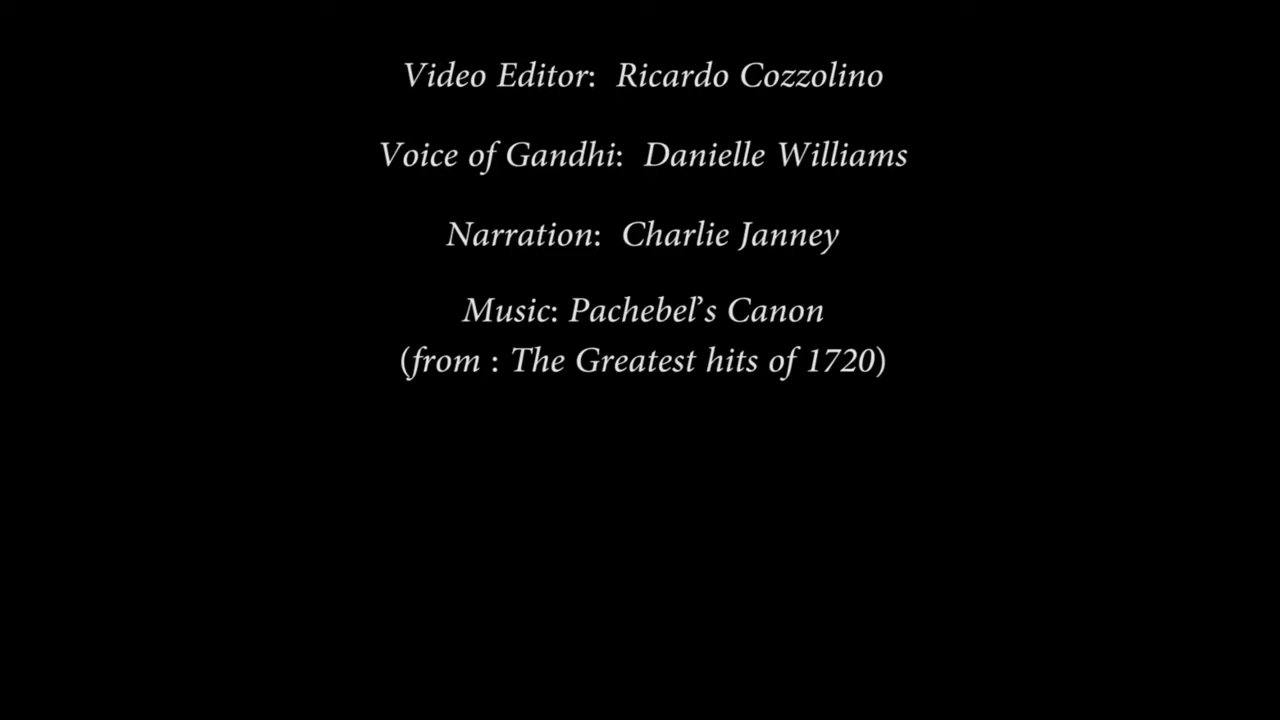 Video Editor: Ricardo Cozzolino
Voice of Gandhi: Danielle Williams
Narration: Charlie Janney
Music: Pachebel's Canon
(from : The Greatest hits of 1720)